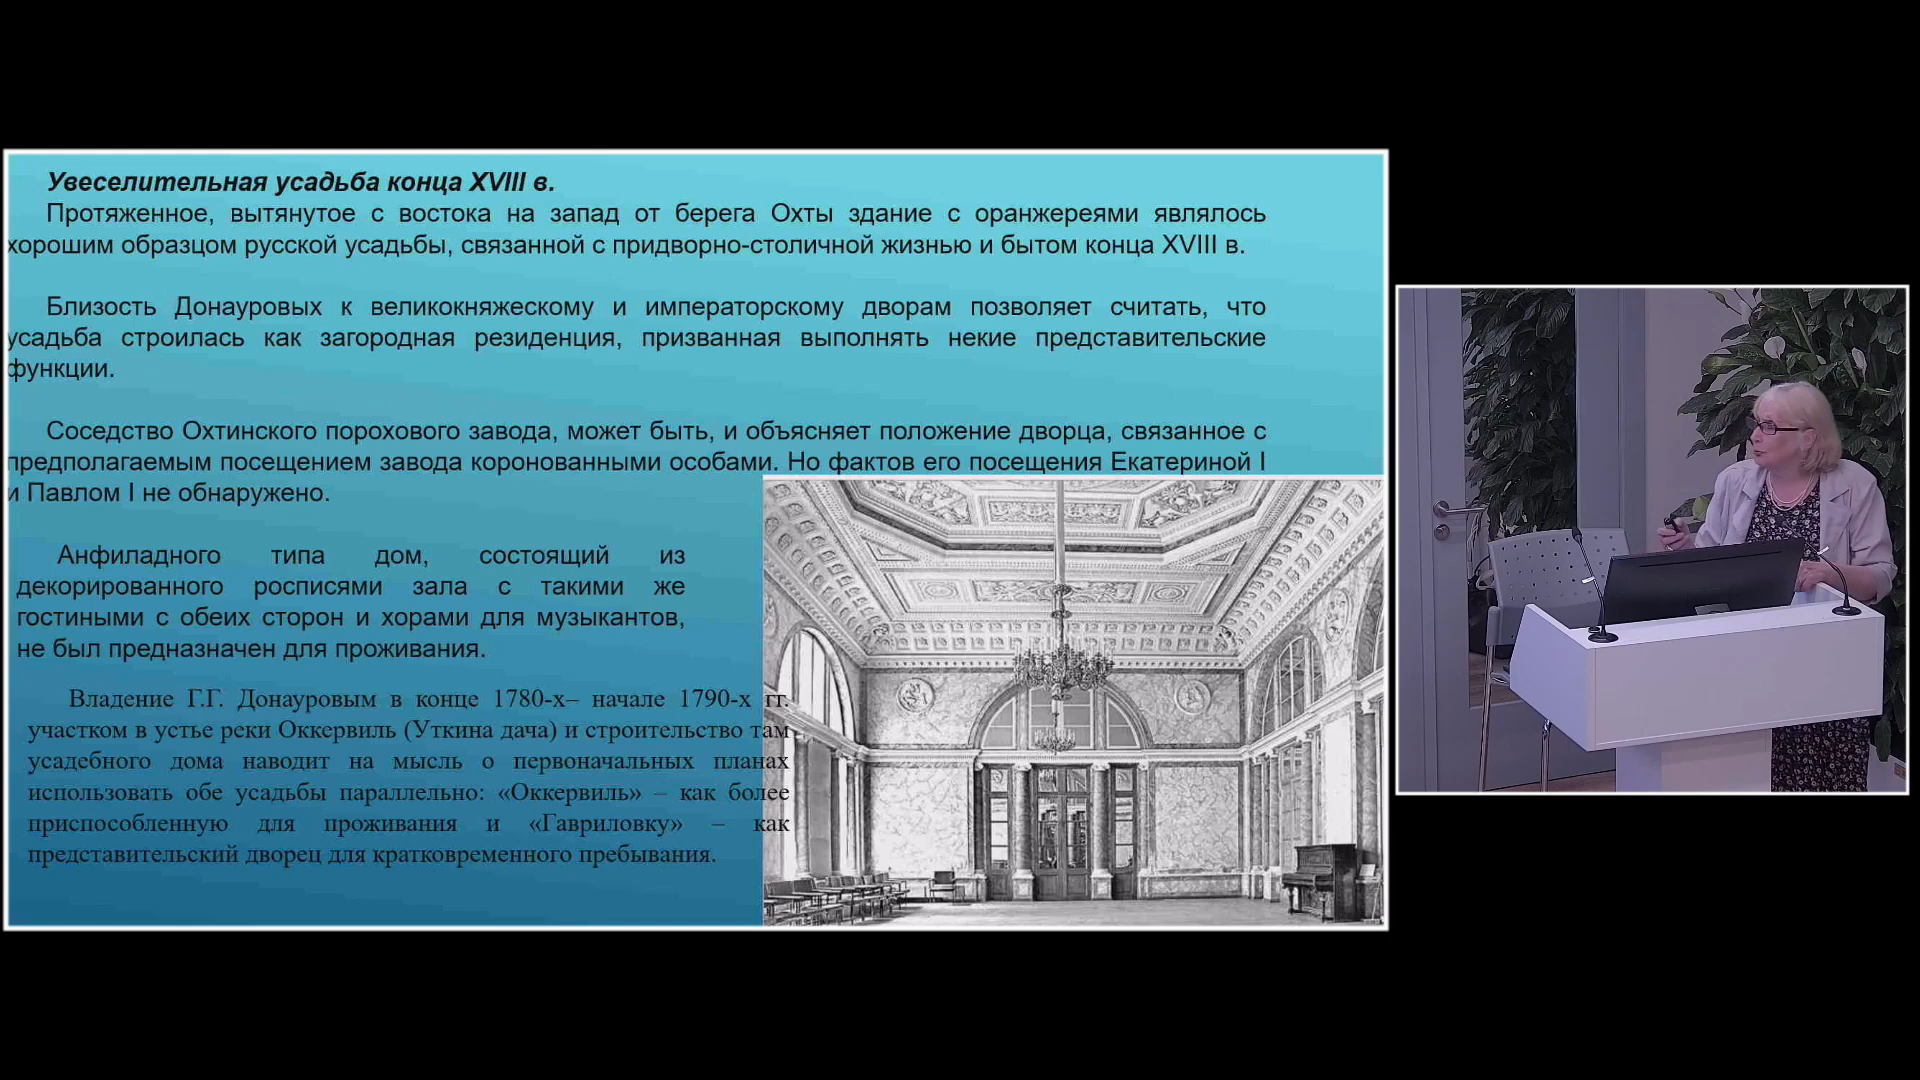 Увеселительная усадьба конца XVIII в.
Протяженное, вытянутое с востока на запад от берега Охты здание с оранжереями являлось
хорошим образцом русской усадьбы, связанной с придворно-столичной жизнью и бытом конца XVIII в.
Близость Донауровых к великокняжескому и императорскому дворам позволяет считать, что
усадьба строилась как загородная резиденция, призванная выполнять некие представительские
функции.
Соседство Охтинского порохового завода, может быть, и объясняет положение дворца, связанное с
предполагаемым посещением завода коронованными особами. Но фактов его посещения Екатериной I
и Павлом I не обнаружено.
Анфиладного типа дом, состоящий из
декорированного росписями зала с такими же
гостиными с обеих сторон и хорами для музыкантов,
не был предназначен для проживания.
Владение Г.Г. Донауровым в конце 1780-х– начале 1790-х гг.
участком в устье реки Оккервиль (Уткина дача) и строительство там
усадебного дома наводит на мысль о первоначальных планах
использовать обе усадьбы параллельно: «Оккервиль» – как более
приспособленную для проживания и «Гавриловку» – как
представительский дворец для кратковременного пребывания.